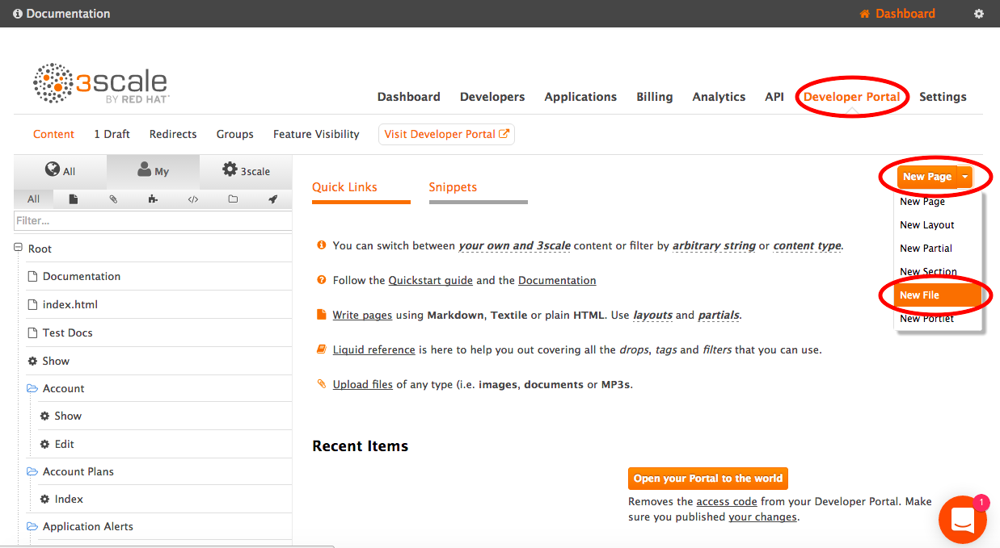 Documentation
Dashboard
3scale
BY RED HAT
Dashboard Developers Applications Billing Analytics API Developer Portal Settings
Content 1 Draft Redirects Groups Feature Visibility Visit Developer Portal
All My 3scale
All
Filter...
Root
Documentation
index.html
Test Docs
Show
Account
Show
Edit
Account Plans
Index
Application Alerts
Quick Links Snippets
You can switch between your own and 3scale content or filter by arbitrary string or content type.
Follow the Quickstart guide and the Documentation
Write pages using Markdown, Textile or plain HTML. Use layouts and partials.
Liquid reference is here to help you out covering all the drops, tags and filters that you can use.
Upload files of any type (i.e. images, documents or MP3s.
New Page
New Page
New Layout
New Partial
New Section
New File
New Portlet
Recent Items
Open your Portal to the world
Removes the access code from your Developer Portal. Make
sure you published your changes.
1